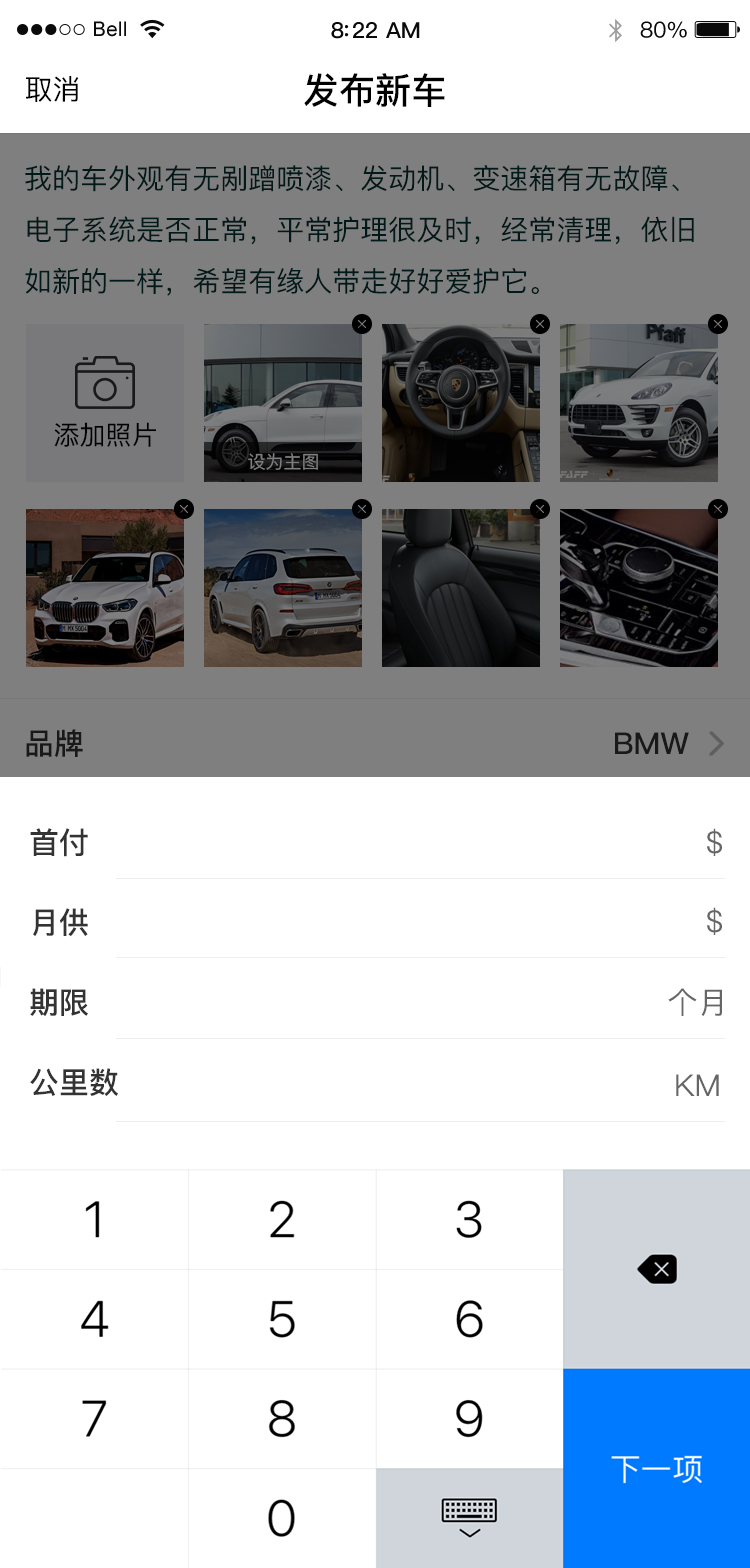 Bell
8:22 AM
80%
取消
发布新车
我的车外观有无剐蹭喷漆、发动机、变速箱有无故障、
电子系统是否正常，平常护理很及时，经常清理，依旧
如新的一样，希望有缘人带走好好爱护它。
添加照片
设为主图
Pfaff
PFAFF
品牌
BMW
首付
$
月供
$
期限
个月
公里数
KM
1
2
3
4
5
6
7
8
9
下一项
0